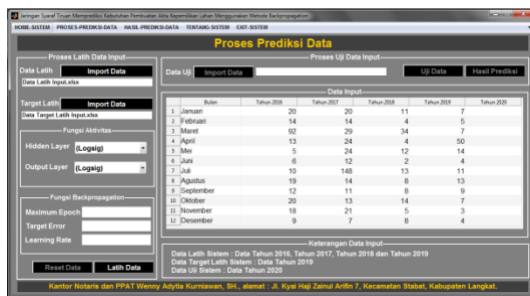 Jaringan Syaraf Tiruan Memprediksi Kebutuhan Pembuatan Akta Kepemilikan Lahan Menggunakan Metode Backpropagation
HOME-SISTEM PROSES-PREDIKSI-DATA HASIL-PREDIKSI-DATA TENTANG-SISTEM EXIT-SISTEM
Proses Prediksi Data
Proses Latih Data Input
Data Latih Import Data
Data Latih Input.xlsx
Target Latih Import Data
Data Target Latih Input.xlsx
Fungsi Aktivitas
Hidden Layer (Logsig)
Output Layer (Logsig)
Fungsi Backpropagation
Maximum Epoch
Target Error
Learning Rate
Reset Data Latih Data
Proses Uji Data Input
Data Uji Import Data Uji Data Hasil Prediksi
Data Input
Bulan Tahun 2016 Tahun 2017 Tahun 2018 Tahun 2019 Tahun 2020
1 Januari 20 20 11 7
2 Februari 14 14 4 5
3 Maret 92 29 34 7
4 April 13 24 4 50
5 Mei 5 24 12 6
6 Juni 6 12 2 4
7 Juli 10 148 13 11
8 Agustus 19 14 8 13
9 September 12 11 8 9
10 Oktober 20 13 14 7
11 November 18 21 5 3
12 Desember 9 7 8 4
Keterangan Data Input
Data Latih Sistem : Data Tahun 2016, Tahun 2017, Tahun 2018 dan Tahun 2019
Data Target Latih Sistem : Data Tahun 2019
Data Uji Sistem : Data Tahun 2020
Kantor Notaris dan PPAT Wenny Adytia Kurniawan, SH., alamat : Jl. Kyai Haji Zainul Arifin 7, Kecamatan Stabat, Kabupaten Langkat.